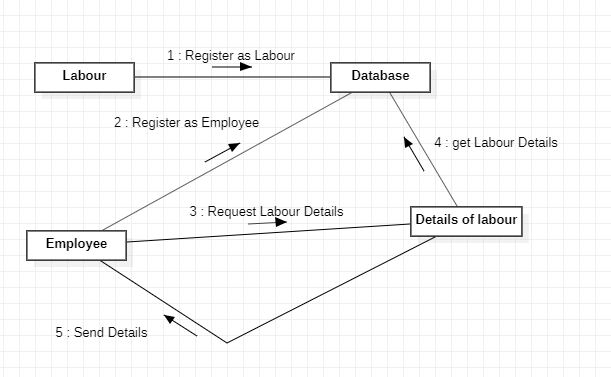 1 : Register as Labour
Labour
Database
2 : Register as Employee
4 : get Labour Details
3 : Request Labour Details
Details of labour
Employee
5 : Send Details